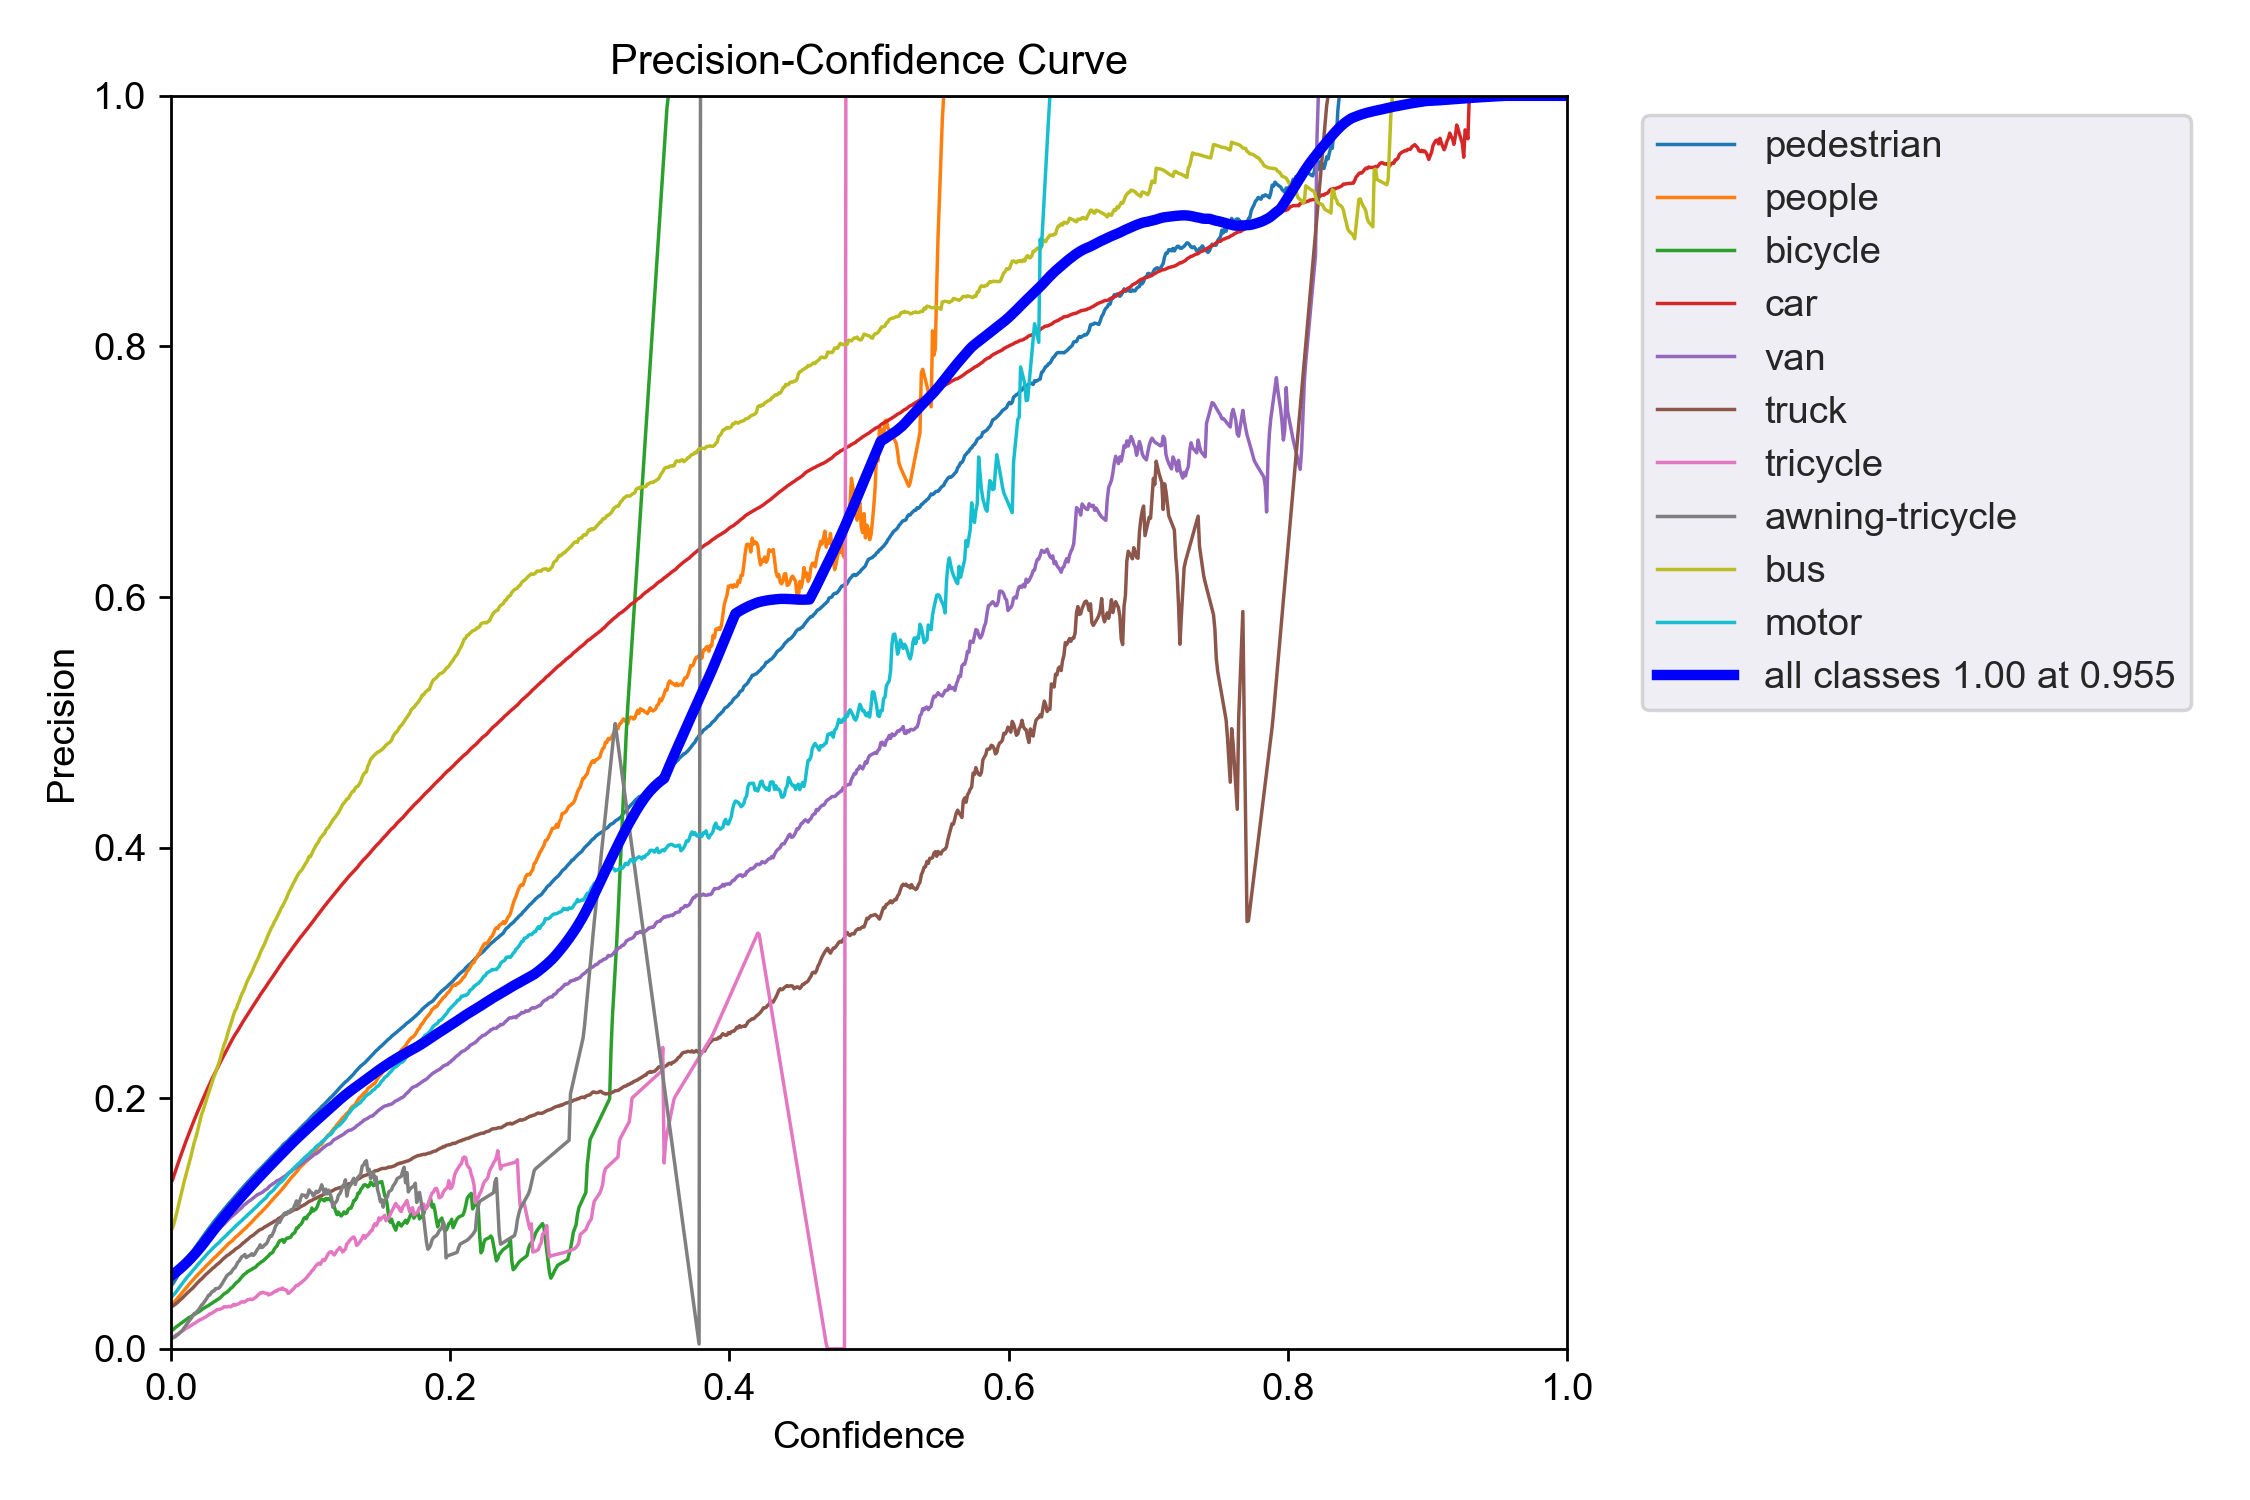 Precision-Confidence Curve
1.0
0.8
0.6
0.4
0.2
0.0
Precision
0.0 0.2 0.4 0.6 0.8 1.0
Confidence
pedestrian
people
bicycle
car
van
truck
tricycle
awning-tricycle
bus
motor
all classes 1.00 at 0.955